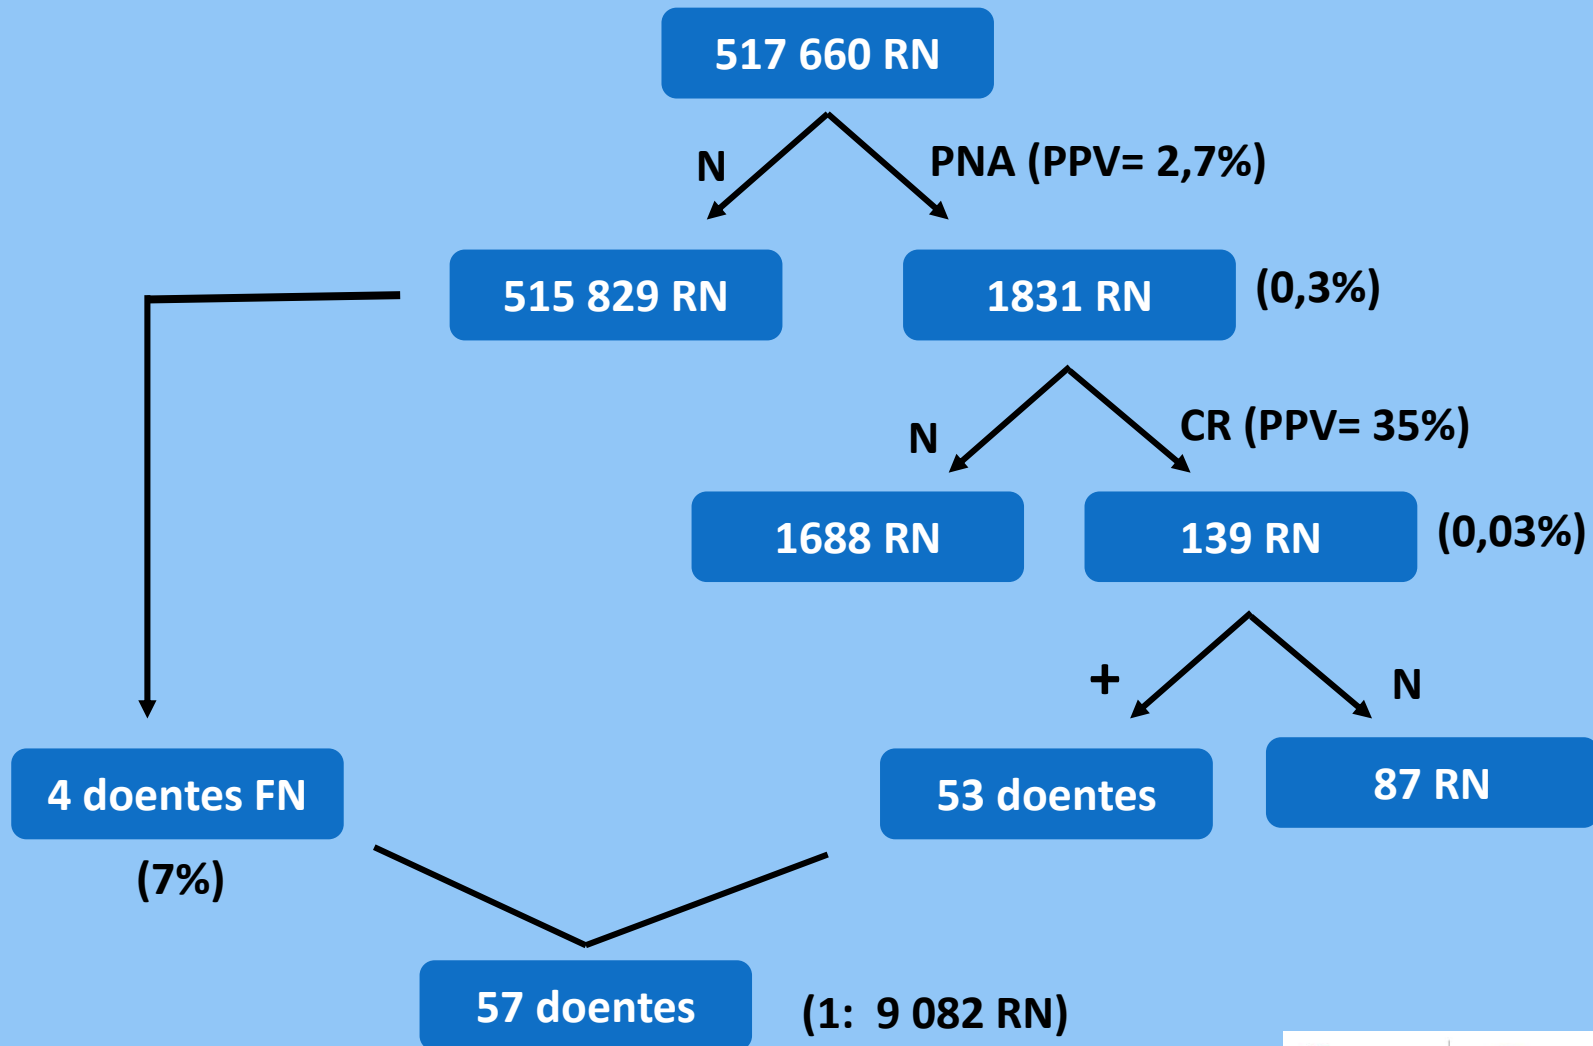 517 660 RN
N
PNA (PPV= 2,7%)
515 829 RN
1831 RN
(0,3%)
N
CR (PPV= 35%)
1688 RN
139 RN
(0,03%)
+
N
4 doentes FN
53 doentes
87 RN
(7%)
57 doentes
(1: 9 082 RN)